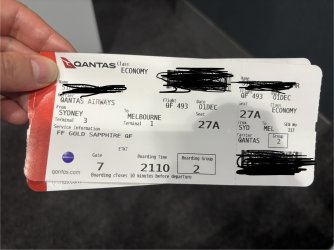 QANTAS
Class
ECONOMY
QANTAS AIRWAYS
Flight
QF 493
Date
01DEC
From
SYDNEY
To
MELBOURNE
Seat
27A
Terminal 3
Terminal 1
Service Information
FF GOLD SAPPHIRE QF
ETKT
Gate
7
Boarding Time
2110
Boarding Group
2
qantas.com
Boarding closes 10 minutes before departure
Class
ECONOMY
Flight
QF 493
Date
01DEC
Seat
27A
From
SYD
To
MEL
Carrier
QANTAS
Group
2